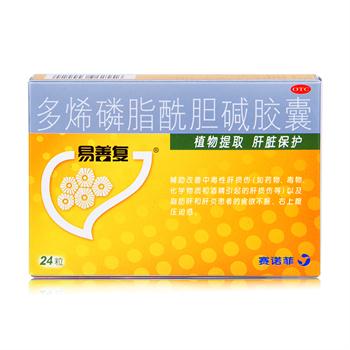 OTC
多烯磷脂酰胆碱胶囊
植物提取 肝脏保护
易善复®
辅助改善中毒性肝损伤(如药物、毒物、
化学物质和酒精引起的肝损伤等)以及
脂肪肝和肝炎患者的食欲不振、右上腹
压迫感。
24粒
赛诺菲